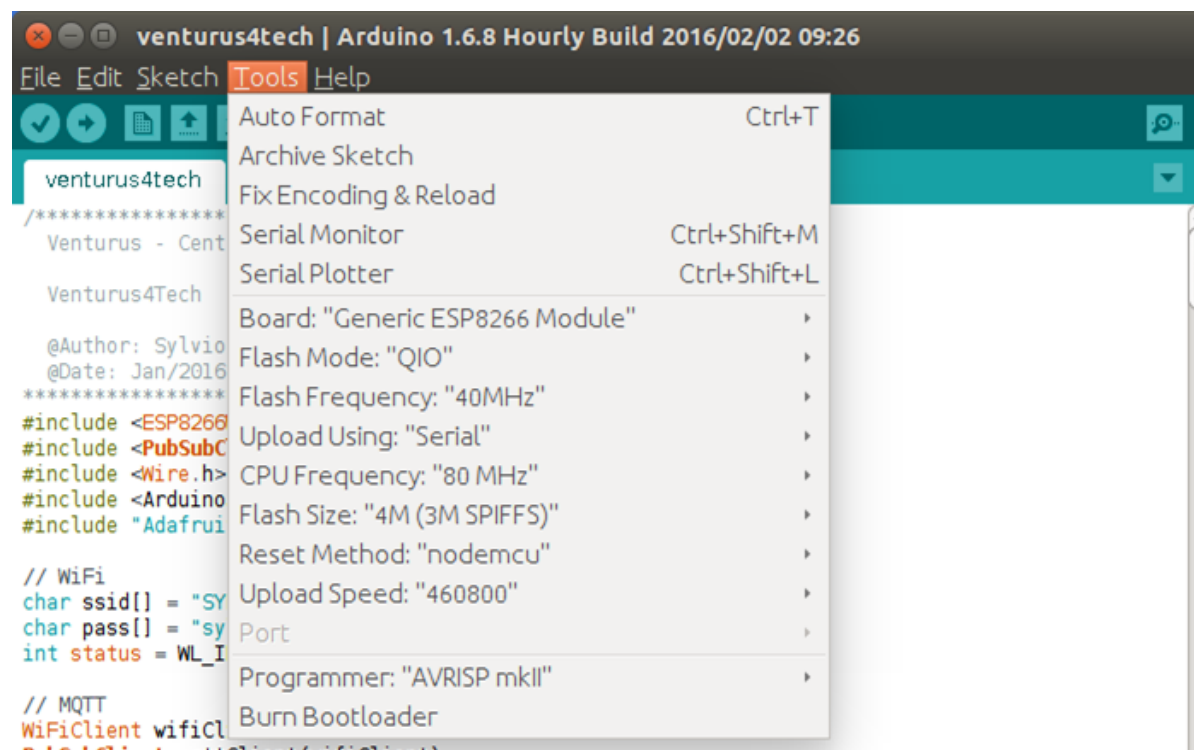 venturus4tech | Arduino 1.6.8 Hourly Build 2016/02/02 09:26
File Edit Sketch Tools Help
venturus4tech
Auto Format Ctrl+T
Archive Sketch
Fix Encoding & Reload
Serial Monitor Ctrl+Shift+M
Serial Plotter Ctrl+Shift+L
Board: "Generic ESP8266 Module"
Flash Mode: "QIO"
Flash Frequency: "40MHz"
Upload Using: "Serial"
CPU Frequency: "80 MHz"
Flash Size: "4M (3M SPIFFS)"
Reset Method: "nodemcu"
Upload Speed: "460800"
Port
Programmer: "AVRISP mkII"
Burn Bootloader
/****************
Venturus - Cent
Venturus4Tech
@Author: Sylvio
@Date: Jan/2016
*****************
#include <ESP8266
#include <PubSubC
#include <Wire.h>
#include <Arduino
#include "Adafrui
// WiFi
char ssid[] = "SY
char pass[] = "sy
int status = WL_I
// MQTT
WiFiClient wifiCl